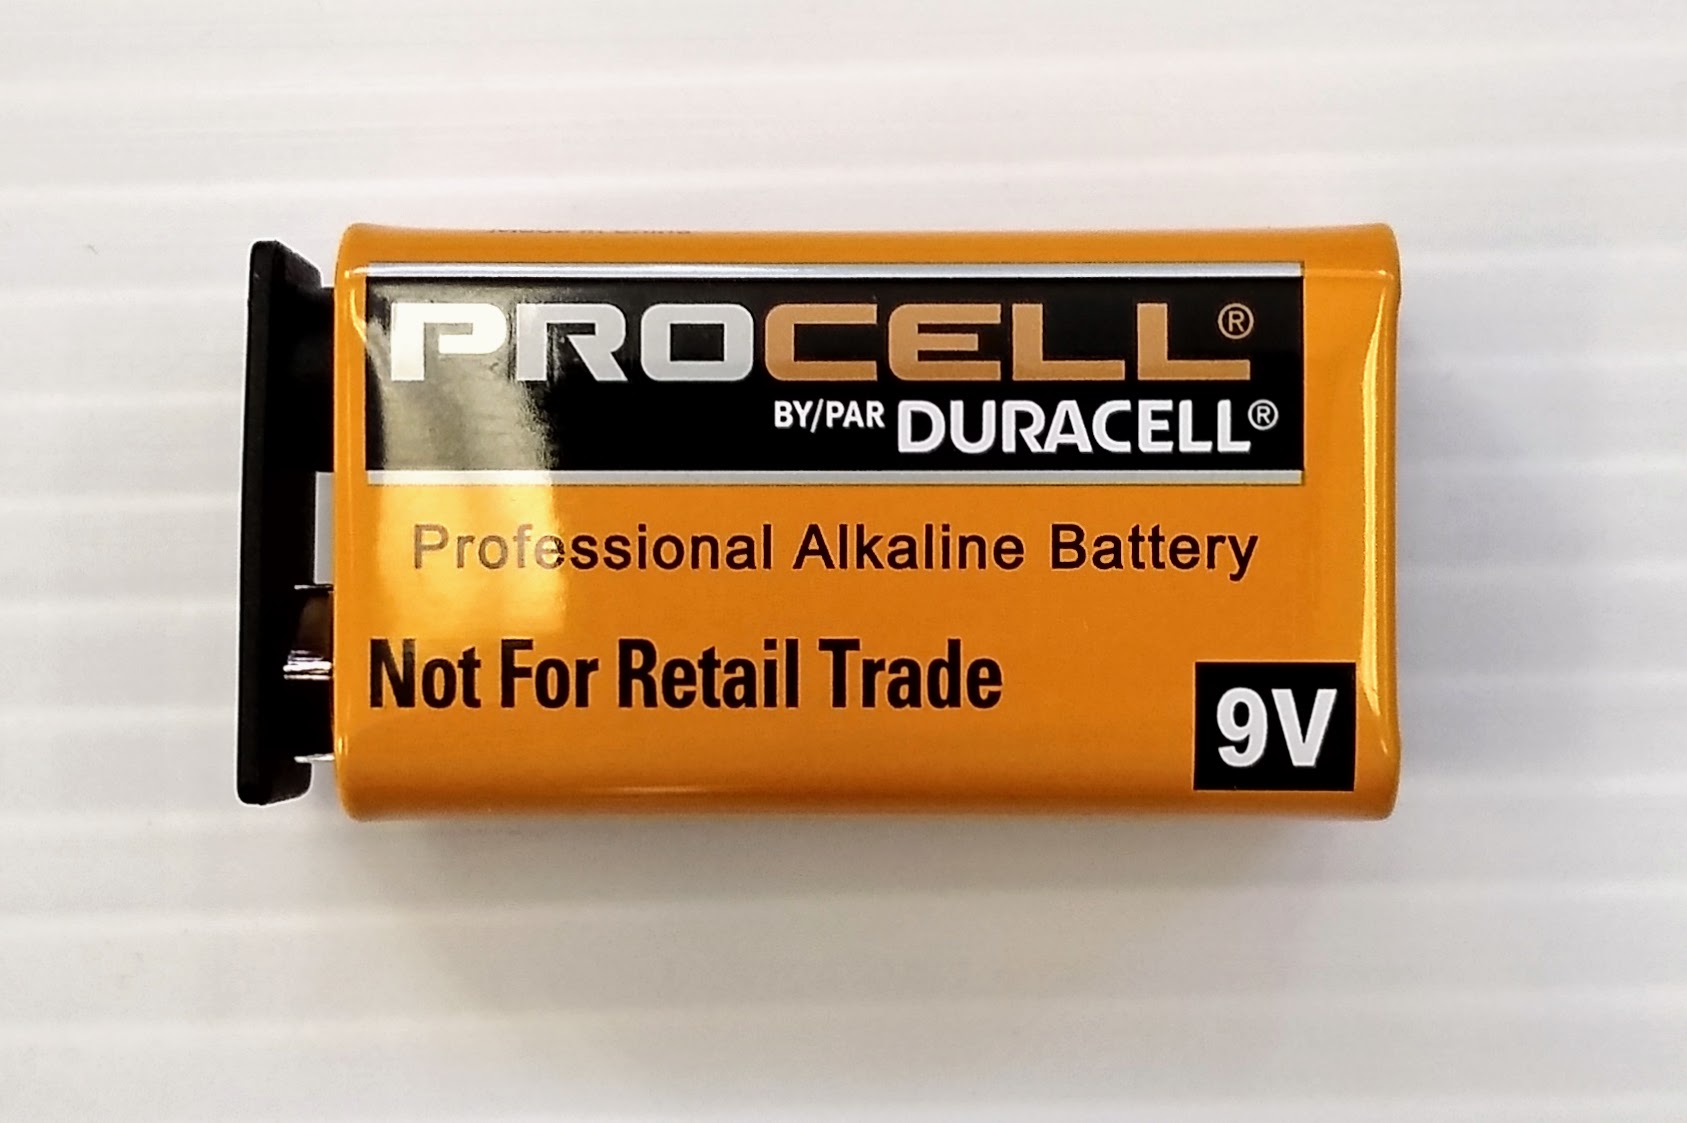 PROCELL®
BY/PAR DURACELL®
Professional Alkaline Battery
Not For Retail Trade
9V